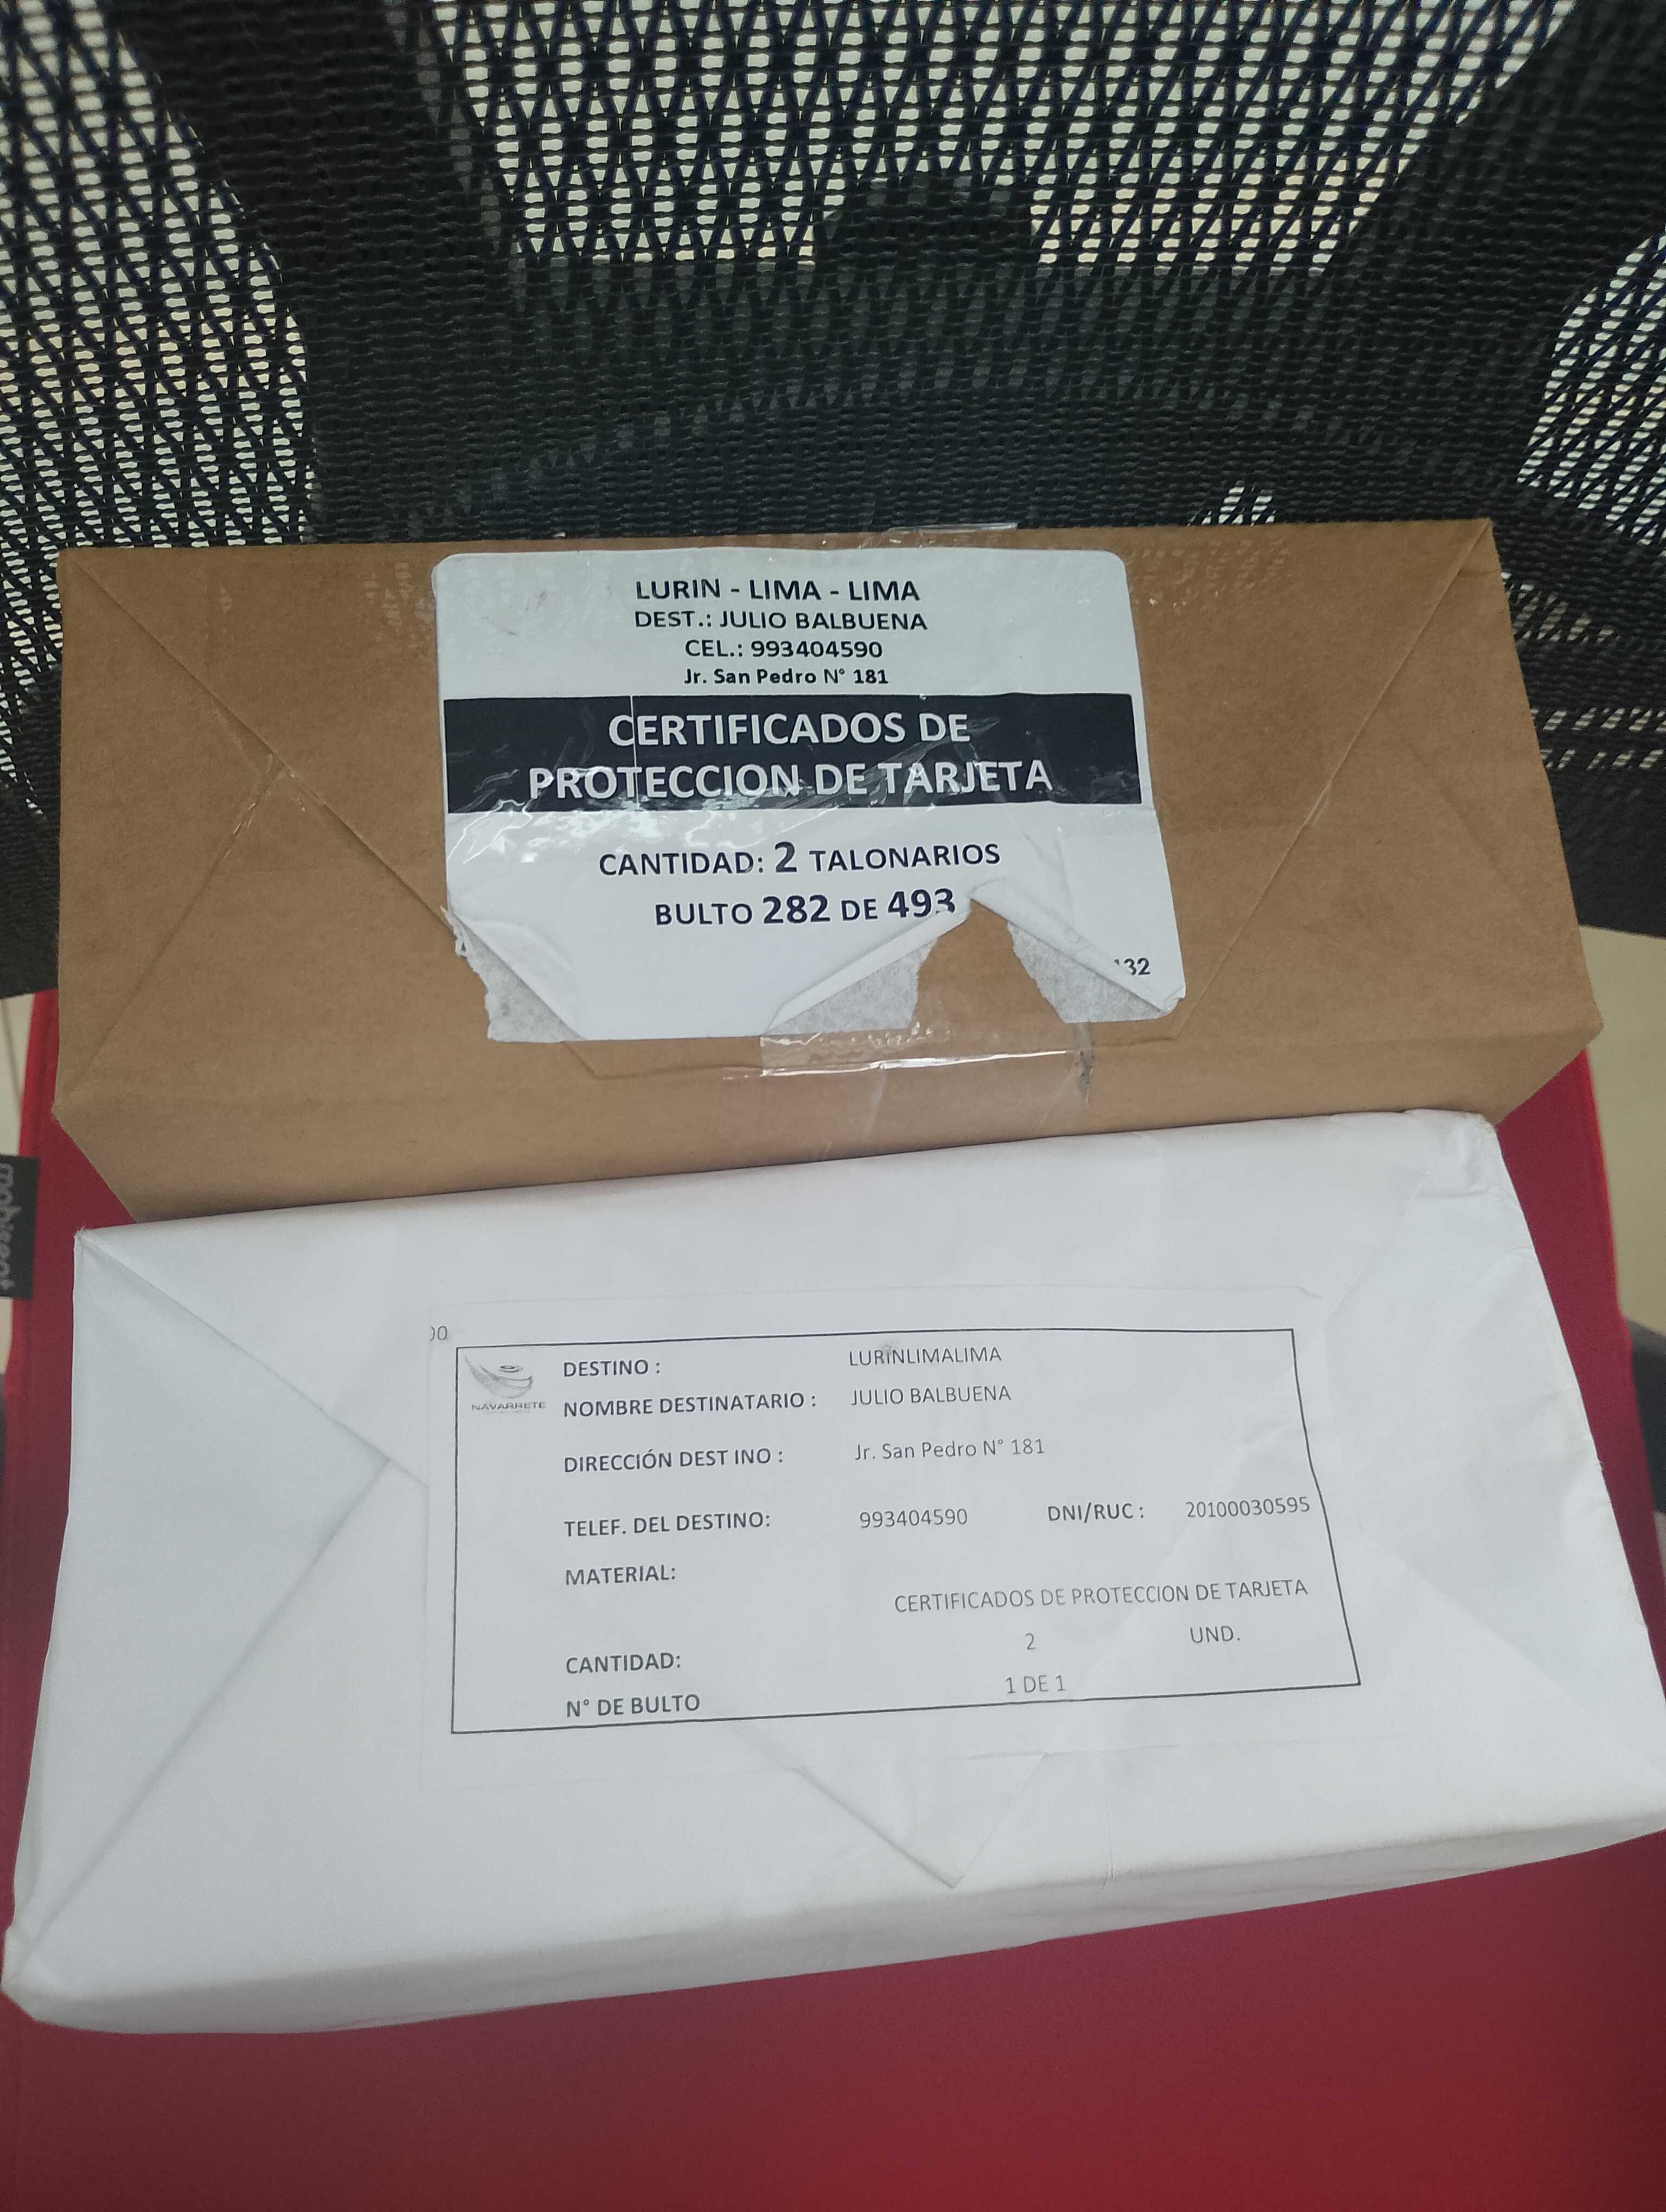 LURIN - LIMA - LIMA
DEST.: JULIO BALBUENA
CEL.: 993404590
Jr. San Pedro N° 181
CERTIFICADOS DE
PROTECCION DE TARJETA
CANTIDAD: 2 TALONARIOS
BULTO 282 DE 493
32
mobiseat
NAVARRETE
DESTINO : LURINLIMALIMA
NOMBRE DESTINATARIO : JULIO BALBUENA
DIRECCIÓN DEST INO : Jr. San Pedro N° 181
TELEF. DEL DESTINO: 993404590 DNI/RUC : 20100030595
MATERIAL:
CERTIFICADOS DE PROTECCION DE TARJETA
CANTIDAD: 2 UND.
N° DE BULTO 1 DE 1